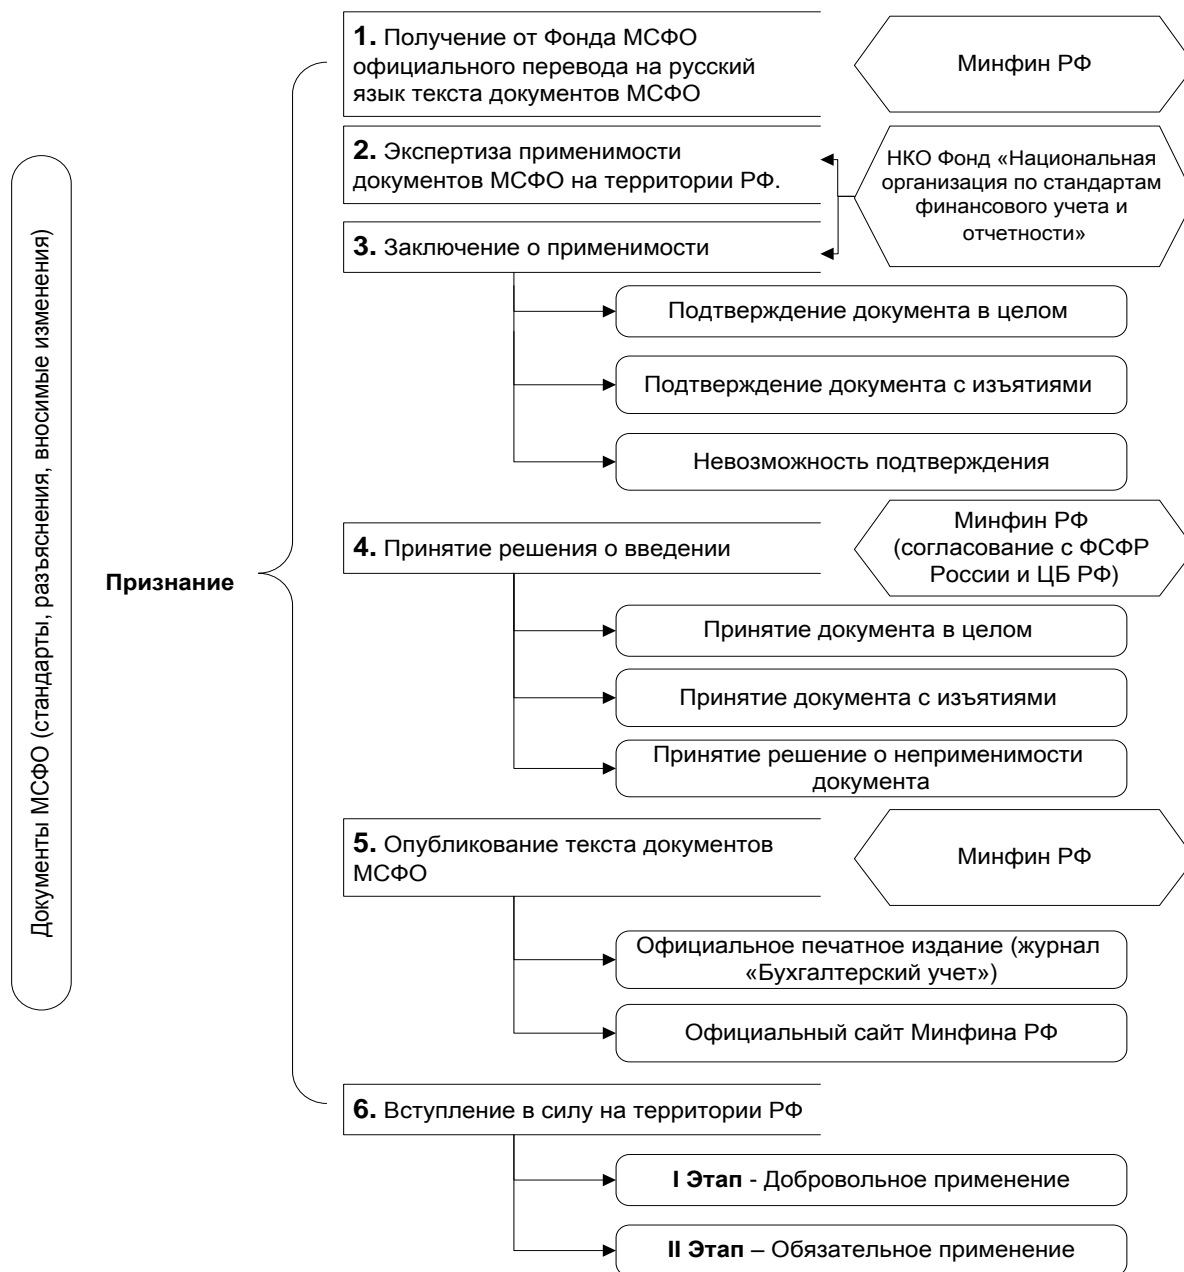 Документы МСФО (стандарты, разъяснения, вносимые изменения)
Признание
1. Получение от Фонда МСФО
официального перевода на русский
язык текста документов МСФО
Минфин РФ
2. Экспертиза применимости
документов МСФО на территории РФ.
НКО Фонд «Национальная
организация по стандартам
финансового учета и
отчетности»
3. Заключение о применимости
Подтверждение документа в целом
Подтверждение документа с изъятиями
Невозможность подтверждения
4. Принятие решения о введении
Минфин РФ
(согласование с ФСФР
России и ЦБ РФ)
Принятие документа в целом
Принятие документа с изъятиями
Принятие решение о неприменимости
документа
5. Опубликование текста документов
МСФО
Минфин РФ
Официальное печатное издание (журнал
«Бухгалтерский учет»)
Официальный сайт Минфина РФ
6. Вступление в силу на территории РФ
I Этап - Добровольное применение
II Этап – Обязательное применение